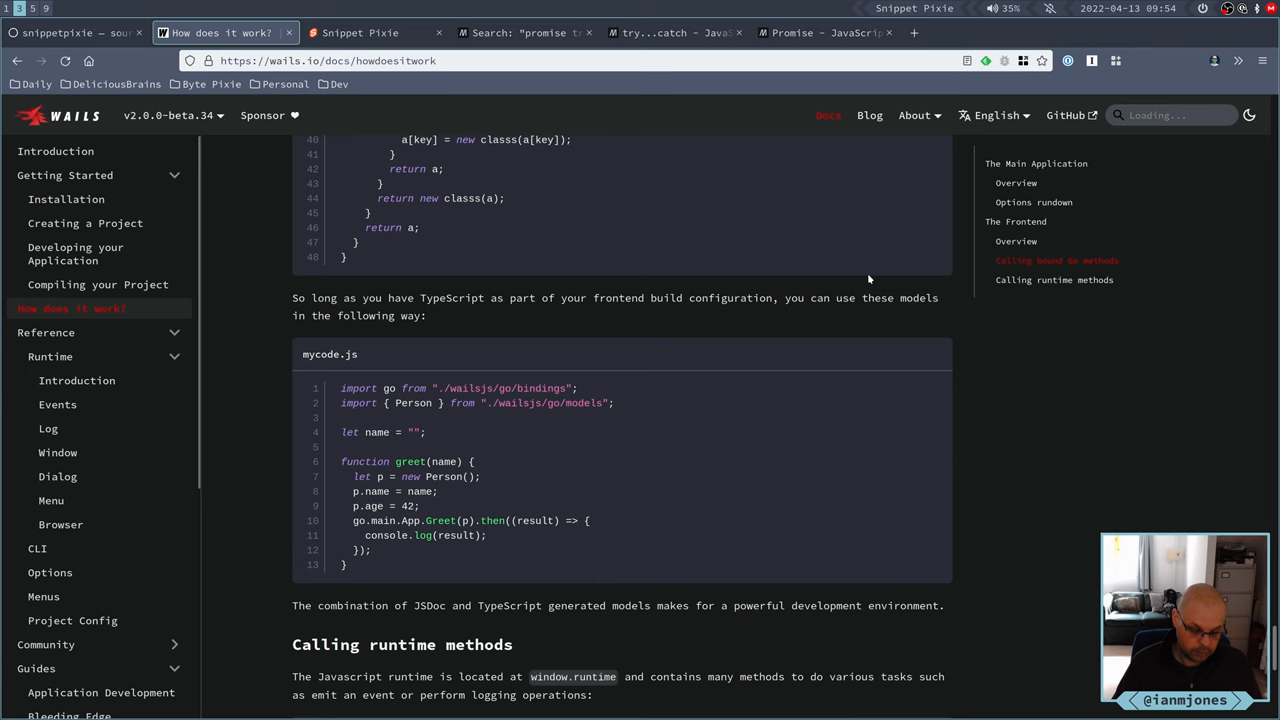 1 3 5 9
Snippet Pixie
35%
2022-04-13 09:54
snippetpixie — sour
How does it work?
Snippet Pixie
Search: "promise tr
try...catch - JavaS
Promise - JavaScrip
https://wails.io/docs/howdoesitwork
Daily
DeliciousBrains
Byte Pixie
Personal
Dev
WAILS
v2.0.0-beta.34
Sponsor
Docs
Blog
About
English
GitHub
Loading...
Introduction
Getting Started
Installation
Creating a Project
Developing your
Application
Compiling your Project
How does it work?
Reference
Runtime
Introduction
Events
Log
Window
Dialog
Menu
Browser
CLI
Options
Menus
Project Config
Community
Guides
Application Development
Bleeding Edge
40 a[key] = new classs(a[key]);
41 }
42 return a;
43 }
44 return new classs(a);
45 }
46 return a;
47 }
48 }
So long as you have TypeScript as part of your frontend build configuration, you can use these models
in the following way:
mycode.js
1 import go from "./wailsjs/go/bindings";
2 import { Person } from "./wailsjs/go/models";
3
4 let name = "";
5
6 function greet(name) {
7 let p = new Person();
8 p.name = name;
9 p.age = 42;
10 go.main.App.Greet(p).then((result) => {
11 console.log(result);
12 });
13 }
The combination of JSDoc and TypeScript generated models makes for a powerful development environment.
Calling runtime methods
The Javascript runtime is located at window.runtime and contains many methods to do various tasks such
as emit an event or perform logging operations:
The Main Application
Overview
Options rundown
The Frontend
Overview
Calling bound Go methods
Calling runtime methods
@ianmjones